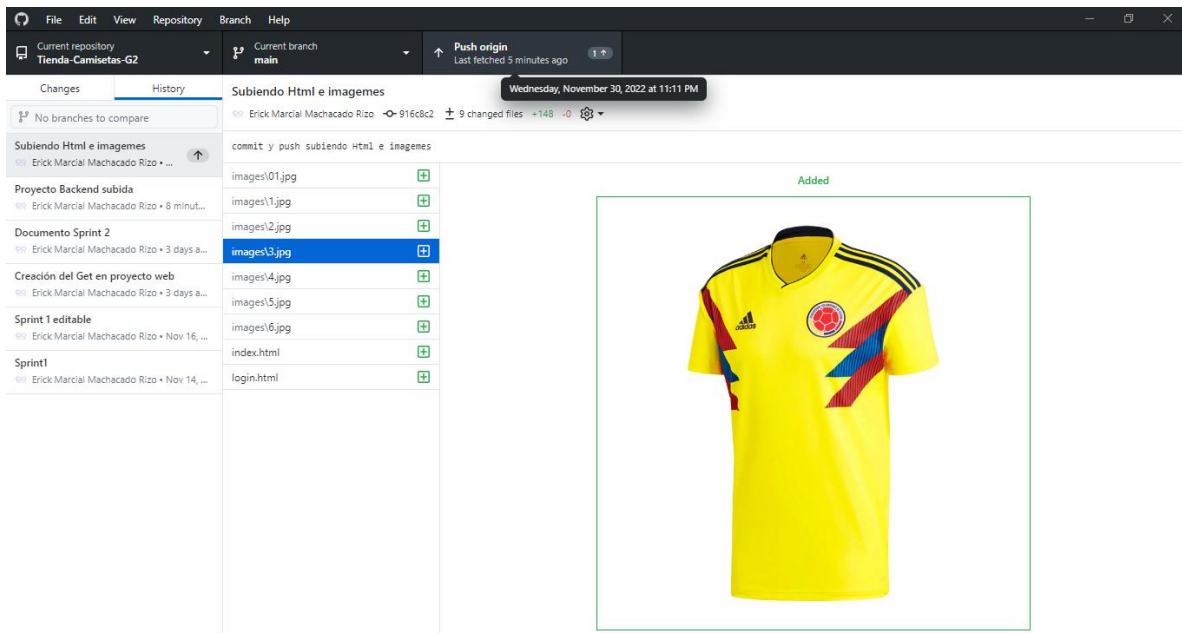 File Edit View Repository Branch Help
Current repository
Tienda-Camisetas-G2
Current branch
main
Push origin
Last fetched 5 minutes ago
1
Wednesday, November 30, 2022 at 11:11 PM
Changes
History
No branches to compare
Subiendo Html e imagemes
Erick Marcial Machacado Rizo • ...
Proyecto Backend subida
Erick Marcial Machacado Rizo • 8 minut...
Documento Sprint 2
Erick Marcial Machacado Rizo • 3 days a...
Creación del Get en proyecto web
Erick Marcial Machacado Rizo • 3 days a...
Sprint 1 editable
Erick Marcial Machacado Rizo • Nov 16, ...
Sprint1
Erick Marcial Machacado Rizo • Nov 14, ...
Subiendo Html e imagemes
Erick Marcial Machacado Rizo 916c8c2 9 changed files +148 -0
commit y push subiendo Html e imagemes
images\01.jpg
images\1.jpg
images\2.jpg
images\3.jpg
images\4.jpg
images\5.jpg
images\6.jpg
index.html
login.html
Added
adidas